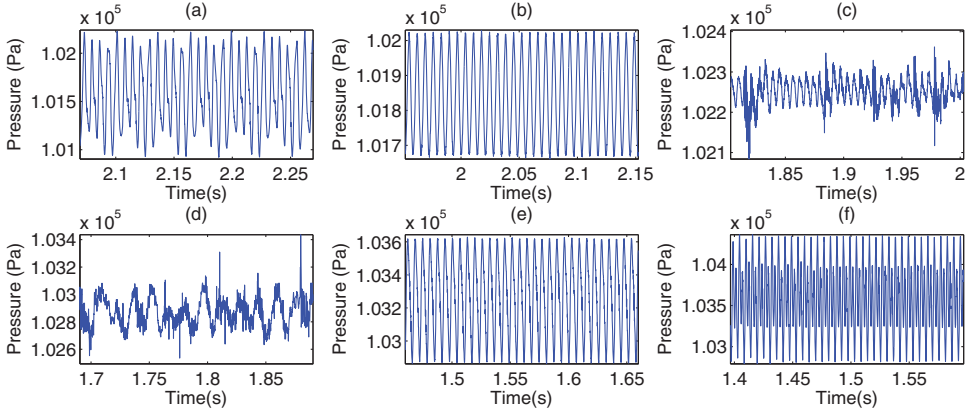 (a)
x 10^5
Pressure (Pa)
1.02
1.015
1.01
2.1
2.15
2.2
2.25
Time(s)
(b)
x 10^5
Pressure (Pa)
1.02
1.019
1.018
1.017
2
2.05
2.1
2.15
Time(s)
(c)
x 10^5
Pressure (Pa)
1.024
1.023
1.022
1.021
1.85
1.9
1.95
2
Time(s)
(d)
x 10^5
Pressure (Pa)
1.034
1.032
1.03
1.028
1.026
1.7
1.75
1.8
1.85
Time(s)
(e)
x 10^5
Pressure (Pa)
1.036
1.034
1.032
1.03
1.5
1.55
1.6
1.65
Time(s)
(f)
x 10^5
Pressure (Pa)
1.04
1.035
1.03
1.4
1.45
1.5
1.55
Time(s)